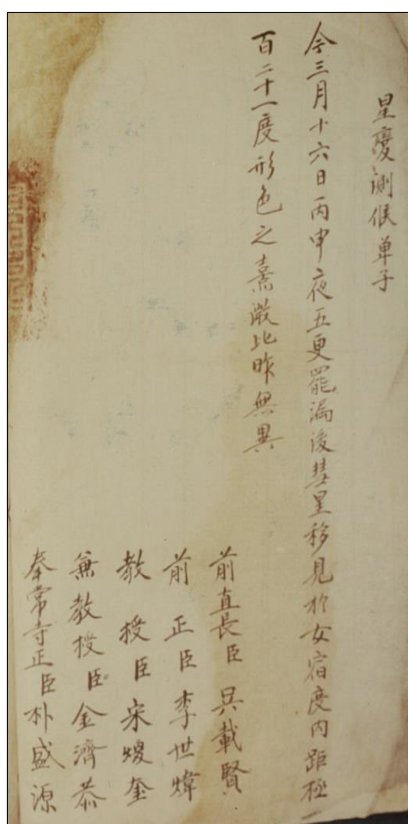 星變測候單子
今三月十六日丙申夜五更罷漏後彗星移見於女宿度內距極一
百二十一度形色之熹微比昨無異
前直長臣 吳載賢
前 正臣 李世煒
教 授臣 宋㷞奎
兼教授臣 金濟恭
奉常寺正臣 朴盛源